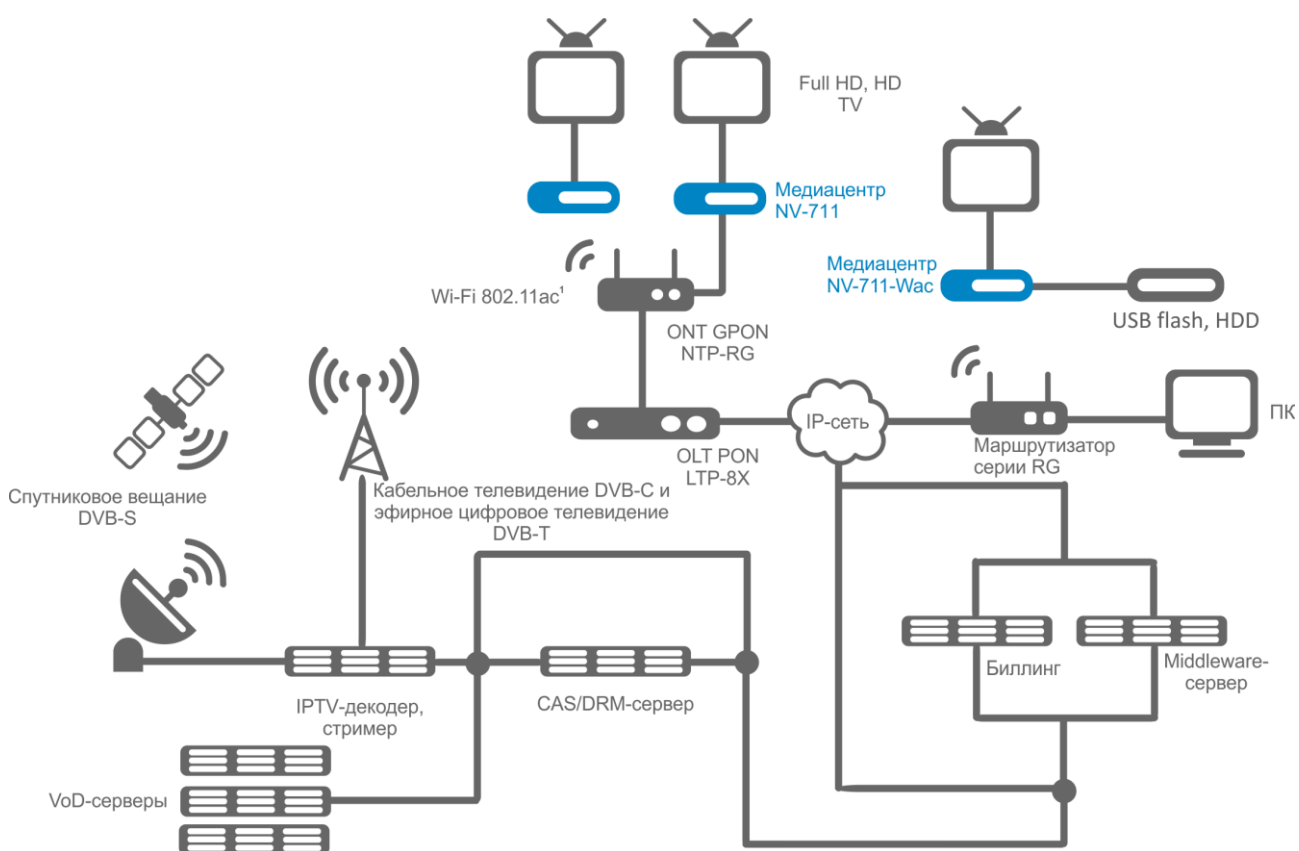 Full HD, HD
TV
Медиацентр
NV-711
Медиацентр
NV-711-Wac
USB flash, HDD
Wi-Fi 802.11ac¹
ONT GPON
NTP-RG
IP-сеть
ПК
OLT PON
LTP-8X
Маршрутизатор
серии RG
Спутниковое вещание
DVB-S
Кабельное телевидение DVB-C и
эфирное цифровое телевидение
DVB-T
Биллинг
Middleware-
сервер
IPTV-декодер,
стример
CAS/DRM-сервер
VoD-серверы